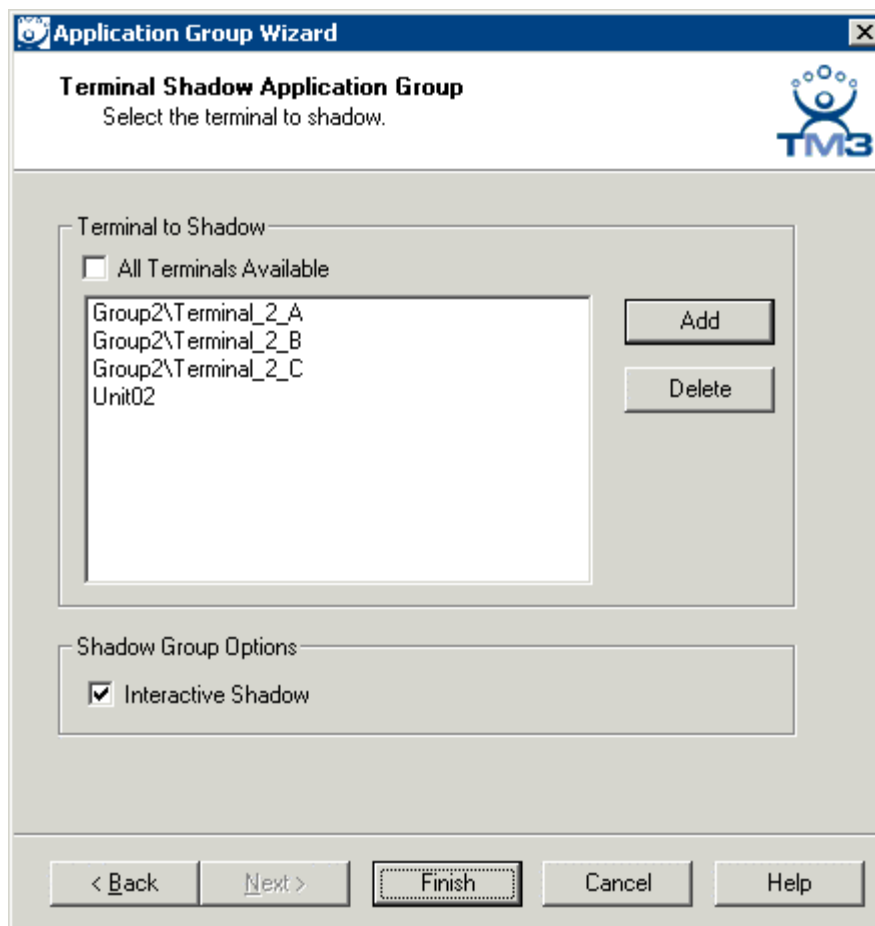 Application Group Wizard
Terminal Shadow Application Group
Select the terminal to shadow.
TM3
Terminal to Shadow
All Terminals Available
Group2\Terminal_2_A
Group2\Terminal_2_B
Group2\Terminal_2_C
Unit02
Add
Delete
Shadow Group Options
Interactive Shadow
< Back
Next >
Finish
Cancel
Help